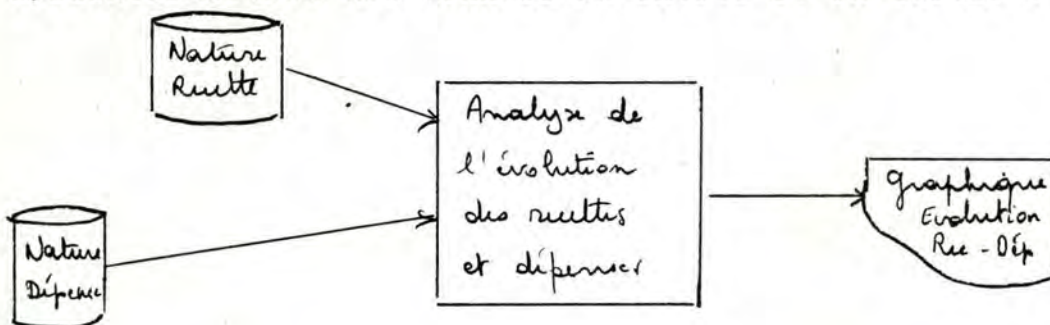 Nature
Recette
Nature
Dépense
Analyse de
l'évolution
des recettes
et dépenses
Graphique
Evolution
Rec - Dép